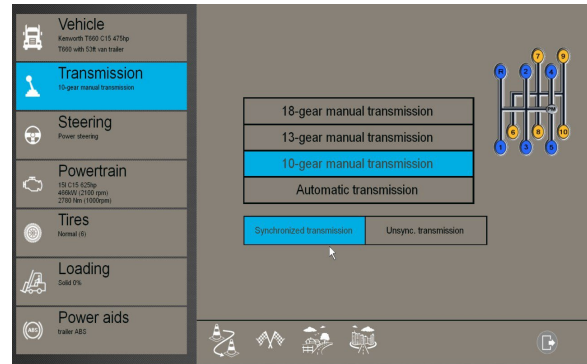 Vehicle
Kenworth T660 C15 475hp
T660 with 53ft van trailer
Transmission
10-gear manual transmission
Steering
Power steering
Powertrain
15l C15 625hp
466kW (2100 rpm)
2780 Nm (1000rpm)
Tires
Normal (6)
Loading
Solid 0%
Power aids
ABS
trailer ABS
18-gear manual transmission
13-gear manual transmission
10-gear manual transmission
Automatic transmission
Synchronized transmission
Unsync. transmission
7 9
R 2 4
PM
6 8 10
1 3 5